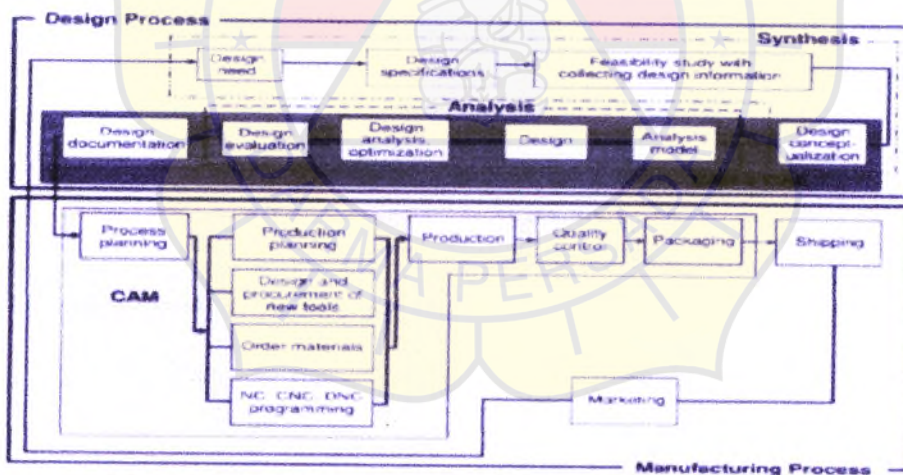 Design Process
Synthesis
Design
need
Design
specifications
Feasibility study with
collecting design information
Analysis
Design
documentation
Design
evaluation
Design
analysis,
optimization
Design
Analysis
model
Design
concept-
ualization
Process
planning
Production
planning
Production
Quality
control
Packaging
Shipping
CAM
Design and
procurement of
new tools
Order materials
NC, CNC, DNC
programming
Marketing
Manufacturing Process
DARMA PERSADA